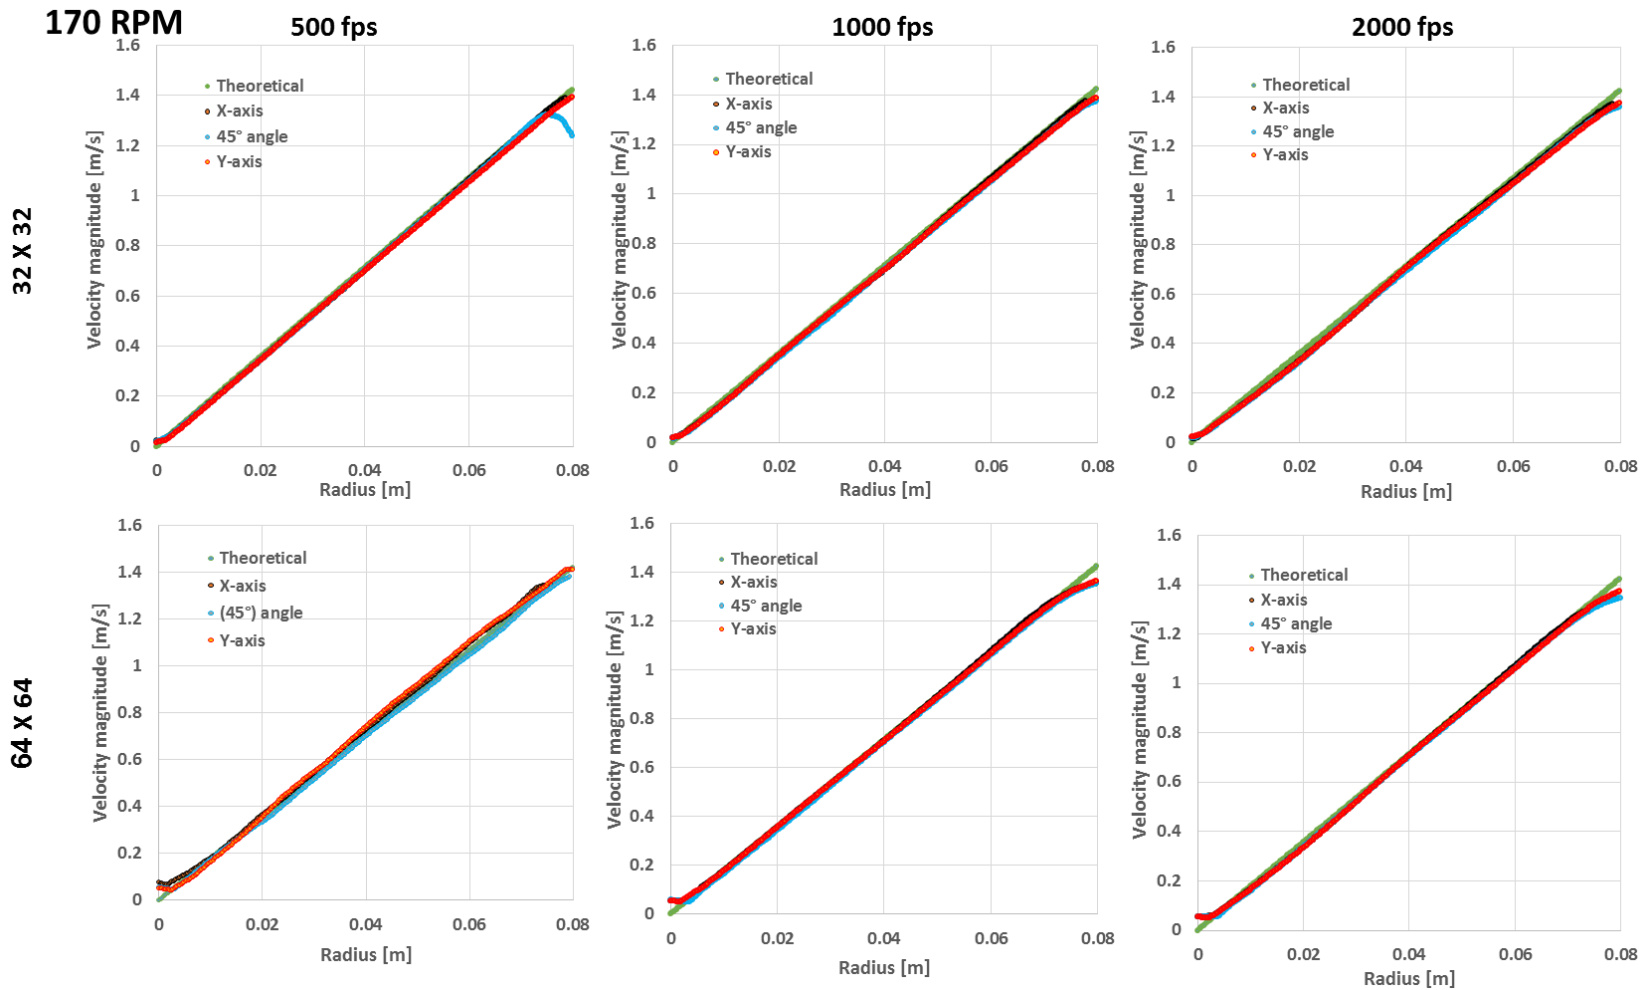 170 RPM
500 fps
1000 fps
2000 fps
32 X 32
Velocity magnitude [m/s]
1.6
1.4
1.2
1
0.8
0.6
0.4
0.2
0
Theoretical
X-axis
45° angle
Y-axis
0 0.02 0.04 0.06 0.08
Radius [m]
Velocity magnitude [m/s]
1.6
1.4
1.2
1
0.8
0.6
0.4
0.2
0
Theoretical
X-axis
45° angle
Y-axis
0 0.02 0.04 0.06 0.08
Radius [m]
Velocity magnitude [m/s]
1.6
1.4
1.2
1
0.8
0.6
0.4
0.2
0
Theoretical
X-axis
45° angle
Y-axis
0 0.02 0.04 0.06 0.08
Radius [m]
64 X 64
Velocity magnitude [m/s]
1.6
1.4
1.2
1
0.8
0.6
0.4
0.2
0
Theoretical
X-axis
(45°) angle
Y-axis
0 0.02 0.04 0.06 0.08
Radius [m]
Velocity magnitude [m/s]
1.6
1.4
1.2
1
0.8
0.6
0.4
0.2
0
Theoretical
X-axis
45° angle
Y-axis
0 0.02 0.04 0.06 0.08
Radius [m]
Velocity magnitude [m/s]
1.6
1.4
1.2
1
0.8
0.6
0.4
0.2
0
Theoretical
X-axis
45° angle
Y-axis
0 0.02 0.04 0.06 0.08
Radius [m]